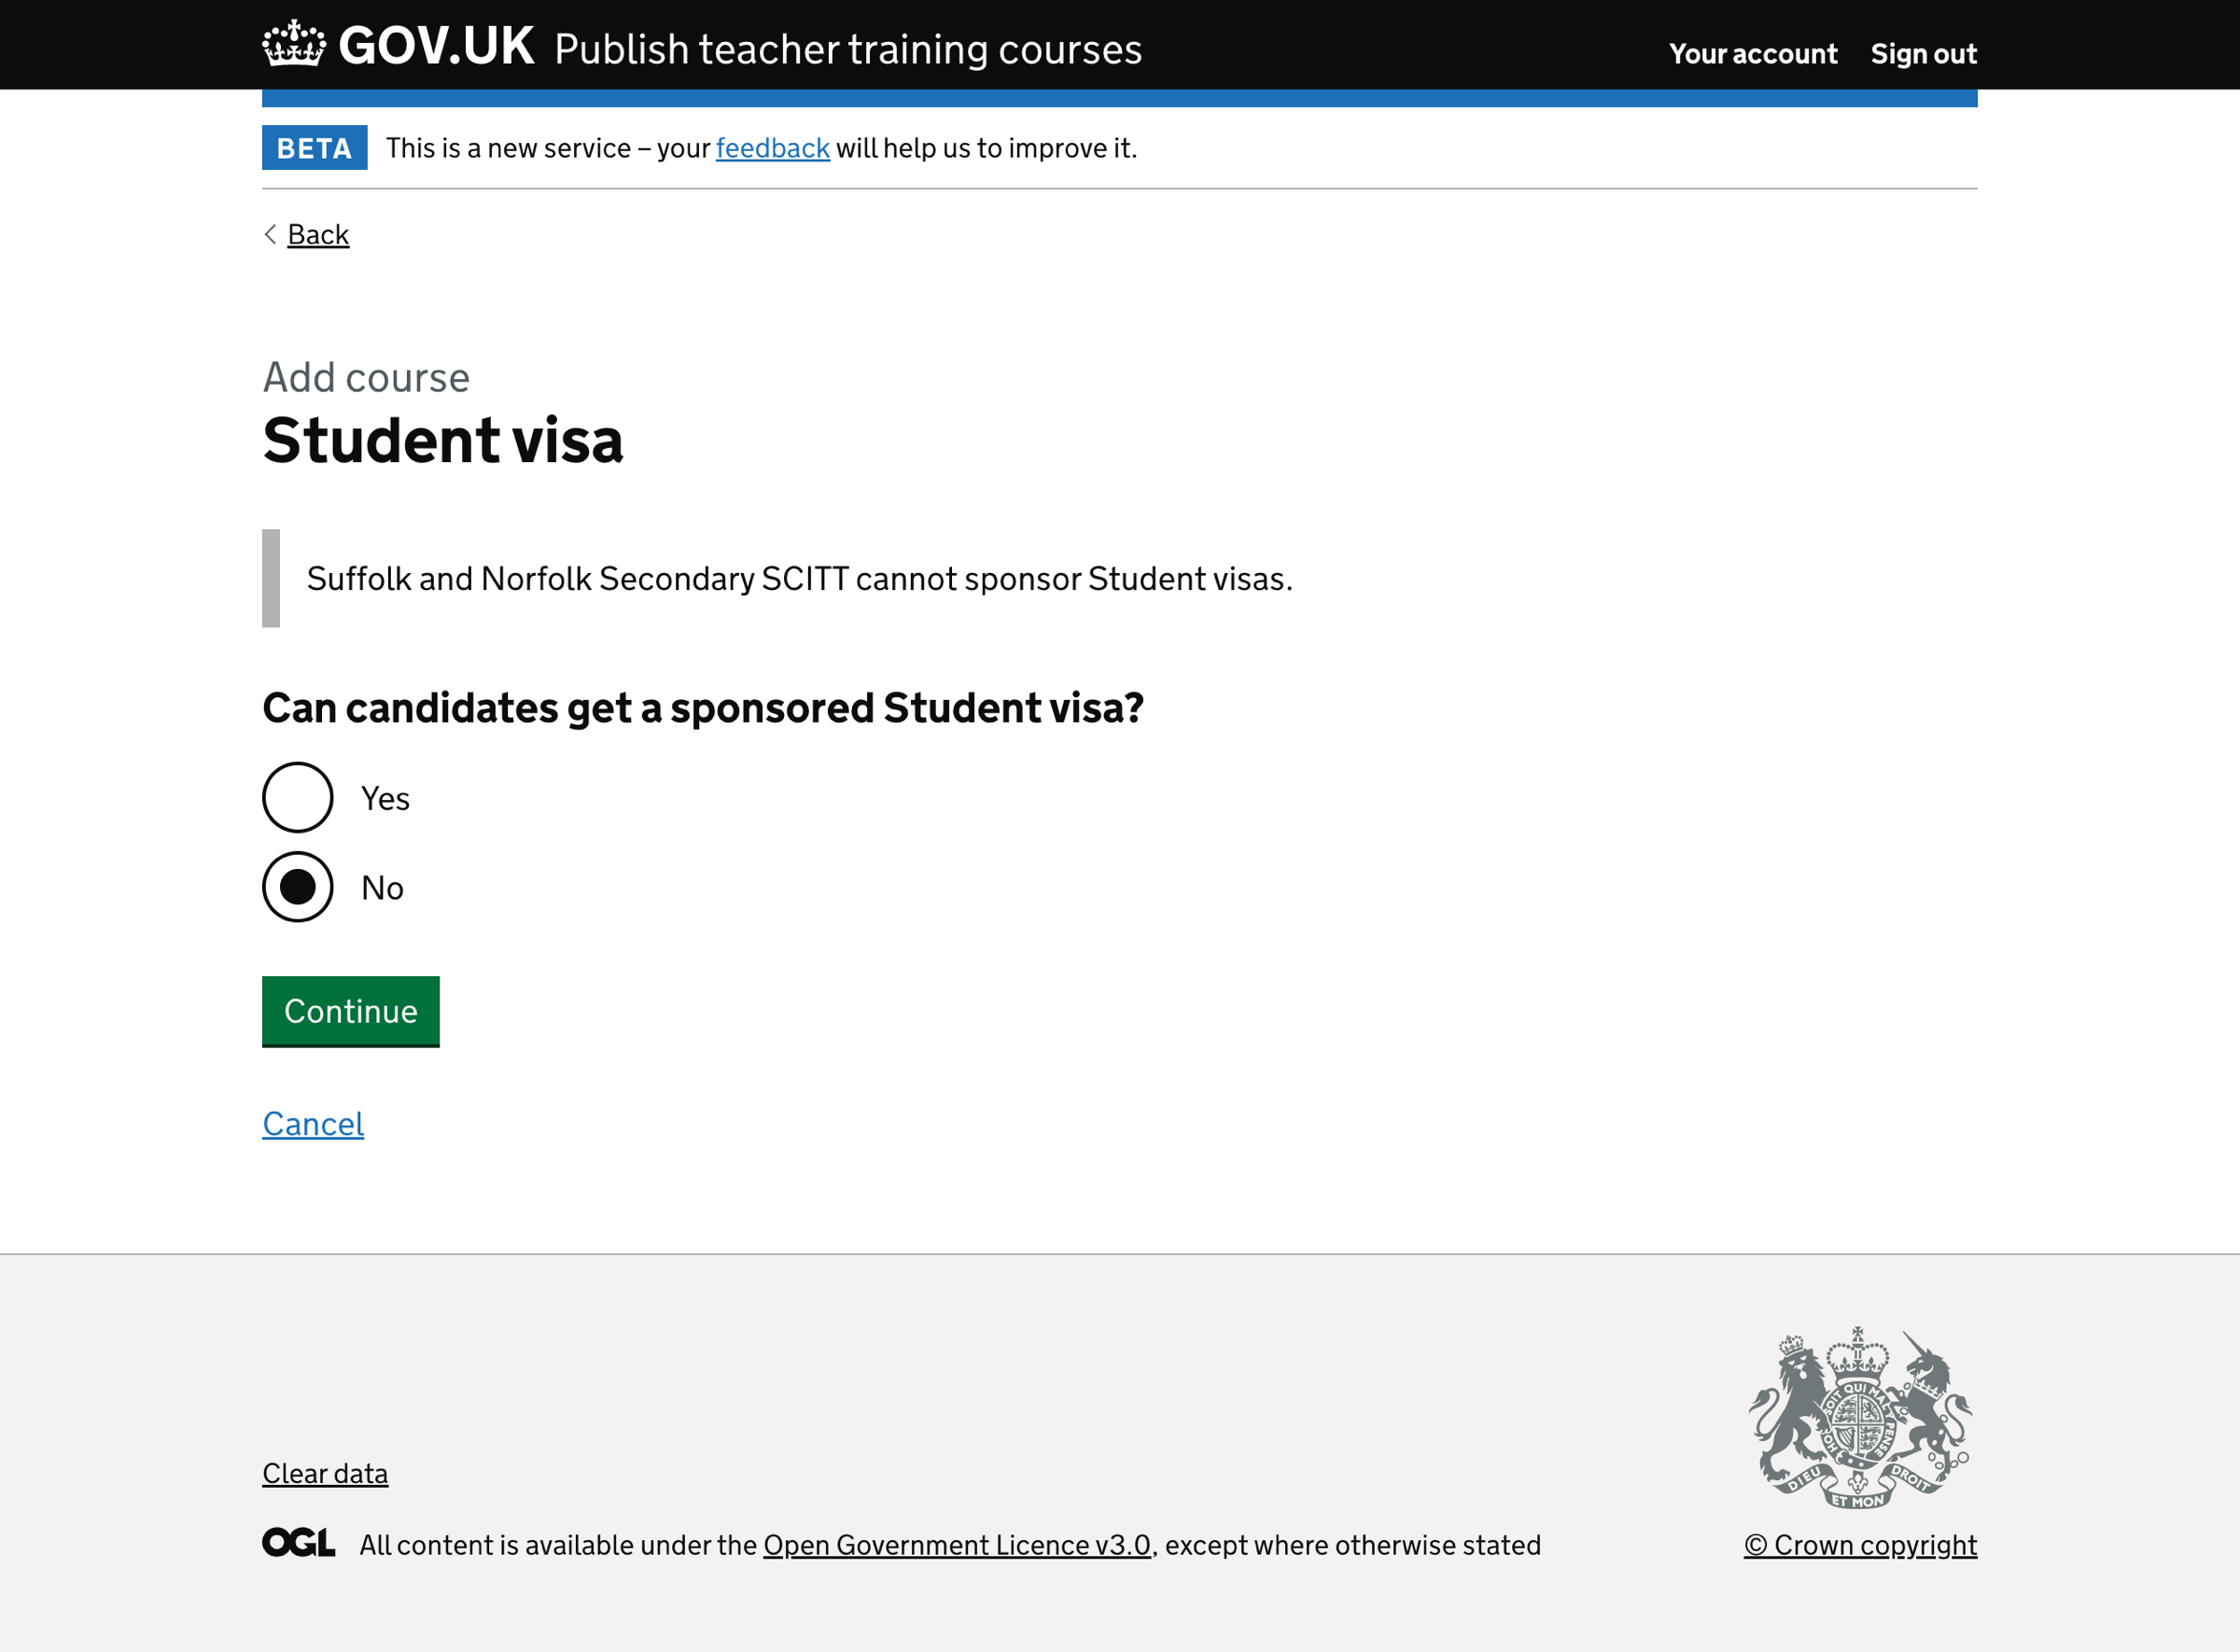 GOV.UK Publish teacher training courses
Your account Sign out
BETA This is a new service – your feedback will help us to improve it.
Back
Add course
Student visa
Suffolk and Norfolk Secondary SCITT cannot sponsor Student visas.
Can candidates get a sponsored Student visa?
Yes
No
Continue
Cancel
Clear data
OGL All content is available under the Open Government Licence v3.0, except where otherwise stated
HONI SOIT QUI MAL Y PENSE
DIEU ET MON DROIT
© Crown copyright